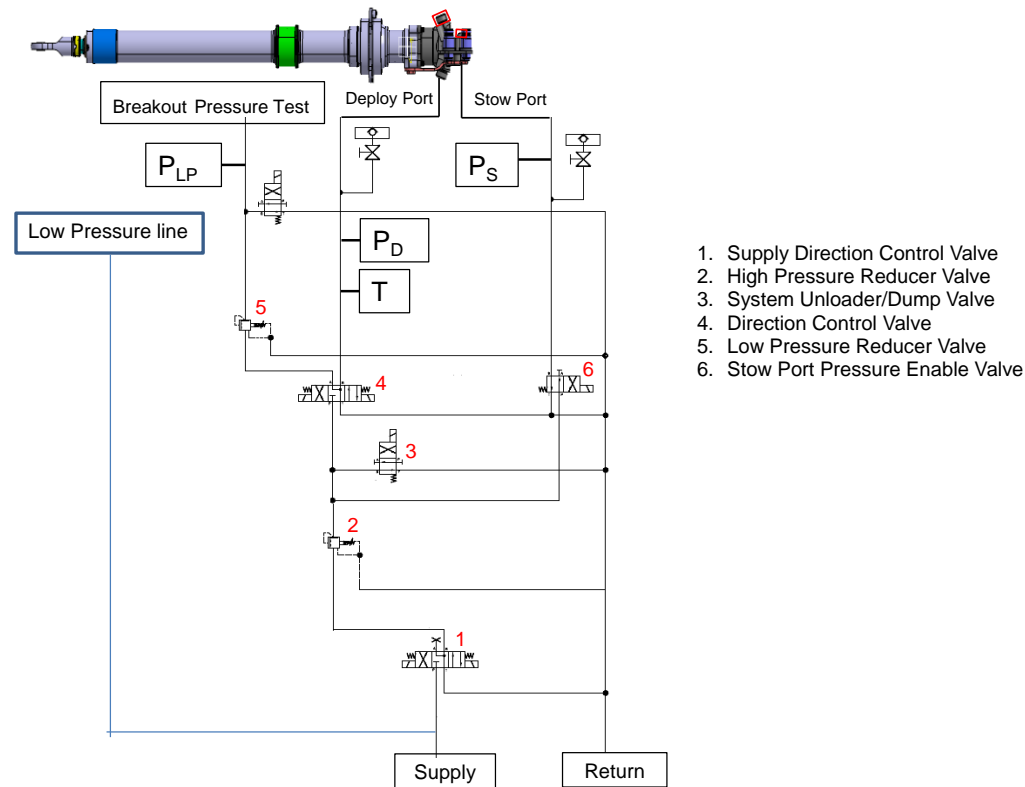 Breakout Pressure Test
Deploy Port
Stow Port
PLP
PS
Low Pressure line
PD
T
5
4
6
3
2
1
1. Supply Direction Control Valve
2. High Pressure Reducer Valve
3. System Unloader/Dump Valve
4. Direction Control Valve
5. Low Pressure Reducer Valve
6. Stow Port Pressure Enable Valve
Supply
Return